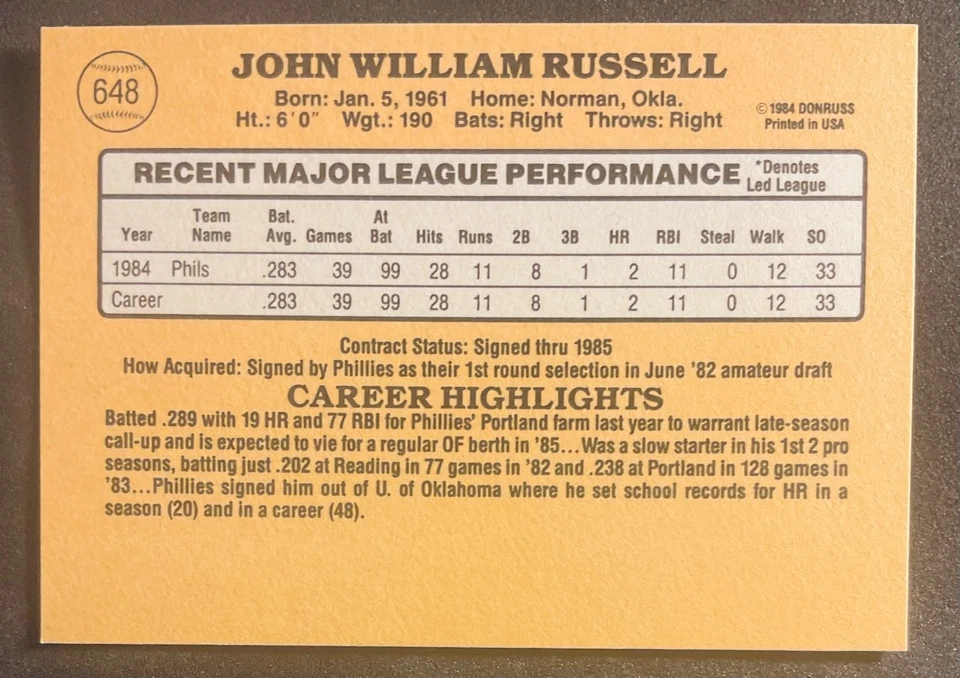 648
JOHN WILLIAM RUSSELL
Born: Jan. 5, 1961 Home: Norman, Okla.
Ht.: 6'0" Wgt.: 190 Bats: Right Throws: Right
© 1984 DONRUSS
Printed in USA
RECENT MAJOR LEAGUE PERFORMANCE *Denotes Led League
Year Team Name Bat. Avg. Games At Bat Hits Runs 2B 3B HR RBI Steal Walk SO
1984 Phils .283 39 99 28 11 8 1 2 11 0 12 33
Career .283 39 99 28 11 8 1 2 11 0 12 33
Contract Status: Signed thru 1985
How Acquired: Signed by Phillies as their 1st round selection in June '82 amateur draft
CAREER HIGHLIGHTS
Batted .289 with 19 HR and 77 RBI for Phillies' Portland farm last year to warrant late-season
call-up and is expected to vie for a regular OF berth in '85...Was a slow starter in his 1st 2 pro
seasons, batting just .202 at Reading in 77 games in '82 and .238 at Portland in 128 games in
'83...Phillies signed him out of U. of Oklahoma where he set school records for HR in a
season (20) and in a career (48).